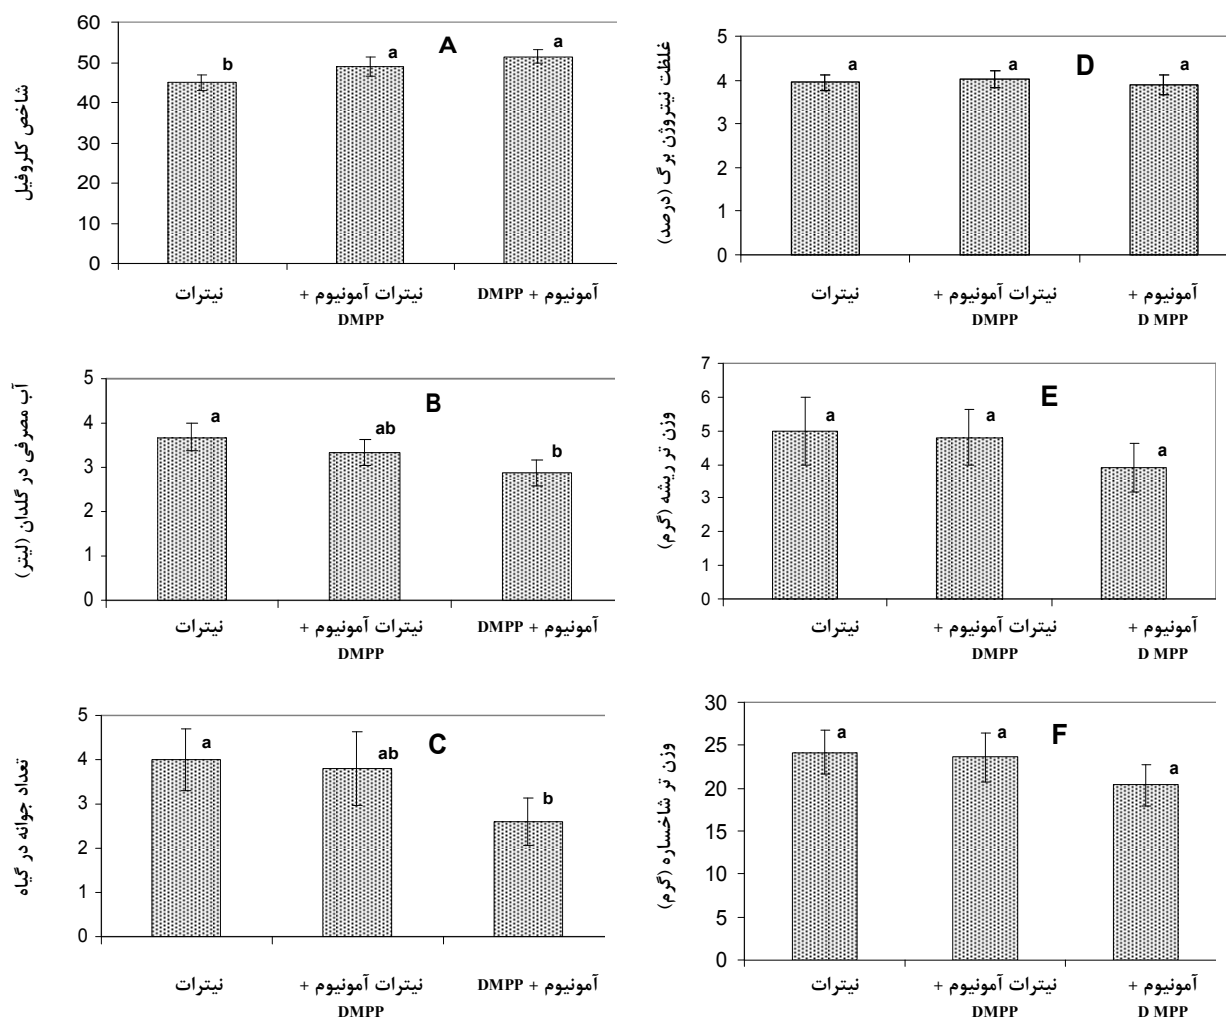 شاخص کلروفیل
60
50
40
30
20
10
0
A
b
a
a
نیترات
نیترات آمونیوم +
DMPP
آمونیوم + DMPP
غلظت نیتروژن برگ (درصد)
5
4
3
2
1
0
D
a
a
a
نیترات
نیترات آمونیوم +
DMPP
آمونیوم +
D MPP
آب مصرفی در گلدان (لیتر)
5
4
3
2
1
0
B
a
ab
b
نیترات
نیترات آمونیوم +
DMPP
آمونیوم + DMPP
وزن تر ریشه (گرم)
7
6
5
4
3
2
1
0
E
a
a
a
نیترات
نیترات آمونیوم +
DMPP
آمونیوم +
D MPP
تعداد جوانه در گیاه
5
4
3
2
1
0
C
a
ab
b
نیترات
نیترات آمونیوم +
DMPP
آمونیوم + DMPP
وزن تر شاخساره (گرم)
30
25
20
15
10
5
0
F
a
a
a
نیترات
نیترات آمونیوم +
DMPP
آمونیوم +
D MPP